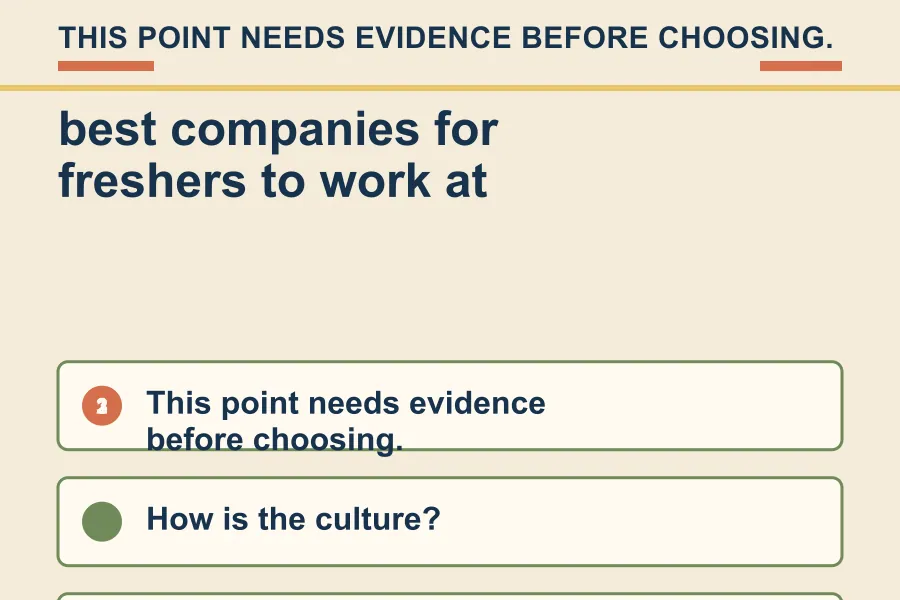 THIS POINT NEEDS EVIDENCE BEFORE CHOOSING.
best companies for
freshers to work at
This point needs evidence
before choosing.
How is the culture?